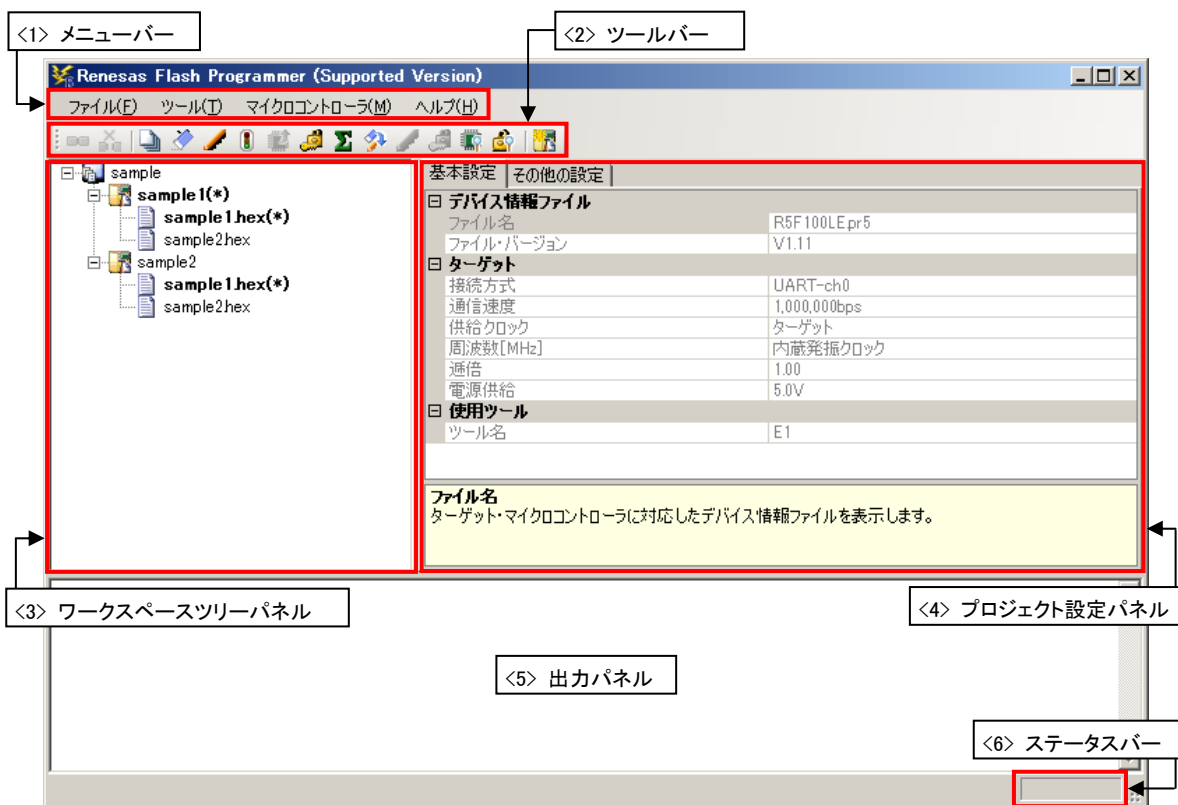 <1> メニューバー
<2> ツールバー
Renesas Flash Programmer (Supported Version)
ファイル(F) ツール(T) マイクロコントローラ(M) ヘルプ(H)
sample
sample1(*)
sample1.hex(*)
sample2.hex
sample2
sample1.hex(*)
sample2.hex
基本設定 その他の設定
デバイス情報ファイル
ファイル名 R5F100LE.pr5
ファイル・バージョン V1.11
ターゲット
接続方式 UART-ch0
通信速度 1,000,000bps
供給クロック ターゲット
周波数[MHz] 内蔵発振クロック
逓倍 1.00
電源供給 5.0V
使用ツール
ツール名 E1
ファイル名
ターゲット・マイクロコントローラに対応したデバイス情報ファイルを表示します。
<3> ワークスペースツリーパネル
<4> プロジェクト設定パネル
<5> 出力パネル
<6> ステータスバー